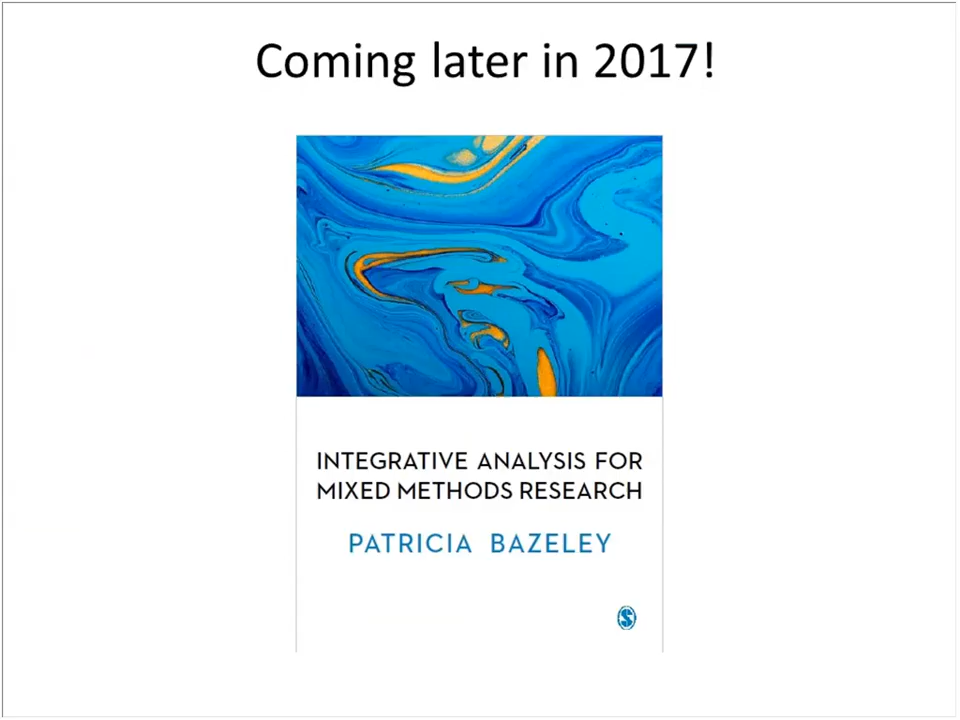 Coming later in 2017!
INTEGRATIVE ANALYSIS FOR
MIXED METHODS RESEARCH
PATRICIA BAZELEY